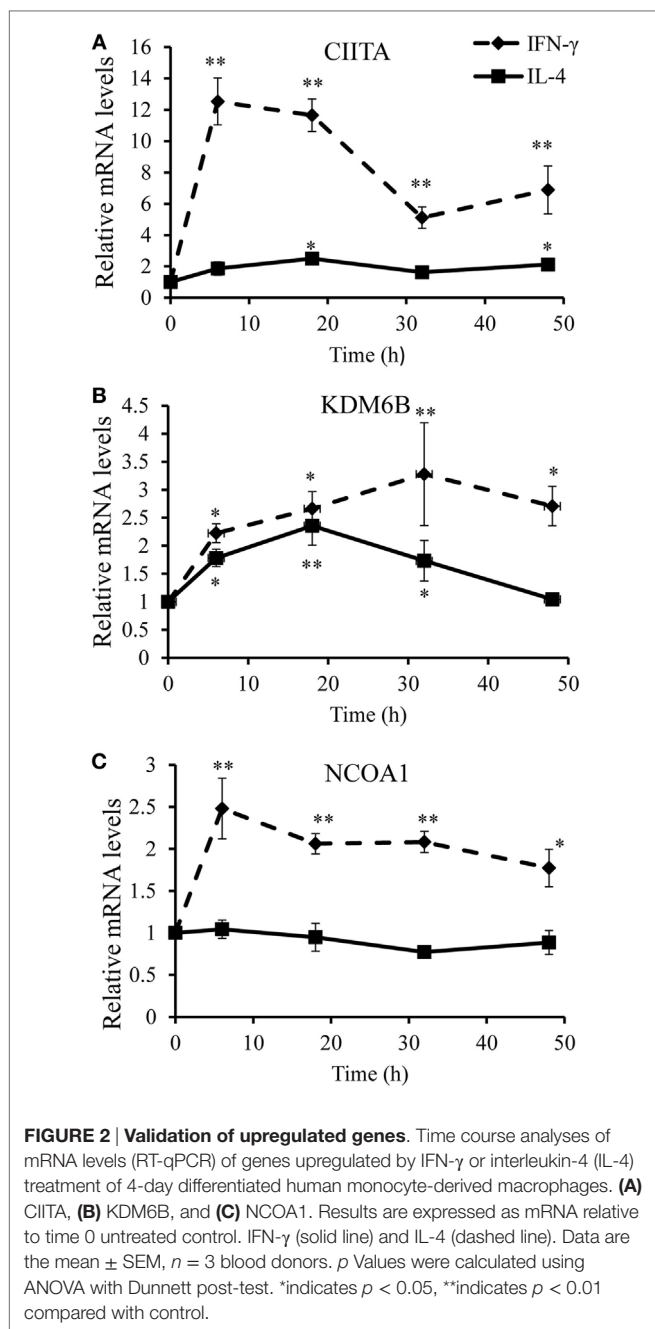 A
CIITA
IFN-γ
IL-4
Relative mRNA levels
16
14
12
10
8
6
4
2
0
**
**
**
**
*
*
0 10 20 30 40 50
Time (h)
B
KDM6B
Relative mRNA levels
4.5
4
3.5
3
2.5
2
1.5
1
0.5
0
*
*
**
*
*
**
*
0 10 20 30 40 50
Time (h)
C
NCOA1
Relative mRNA levels
3
2.5
2
1.5
1
0.5
0
**
**
**
*
0 10 20 30 40 50
Time (h)
FIGURE 2 | Validation of upregulated genes. Time course analyses of
mRNA levels (RT-qPCR) of genes upregulated by IFN-γ or interleukin-4 (IL-4)
treatment of 4-day differentiated human monocyte-derived macrophages. (A)
CIITA, (B) KDM6B, and (C) NCOA1. Results are expressed as mRNA relative
to time 0 untreated control. IFN-γ (solid line) and IL-4 (dashed line). Data are
the mean ± SEM, n = 3 blood donors. p Values were calculated using
ANOVA with Dunnett post-test. *indicates p < 0.05, **indicates p < 0.01
compared with control.